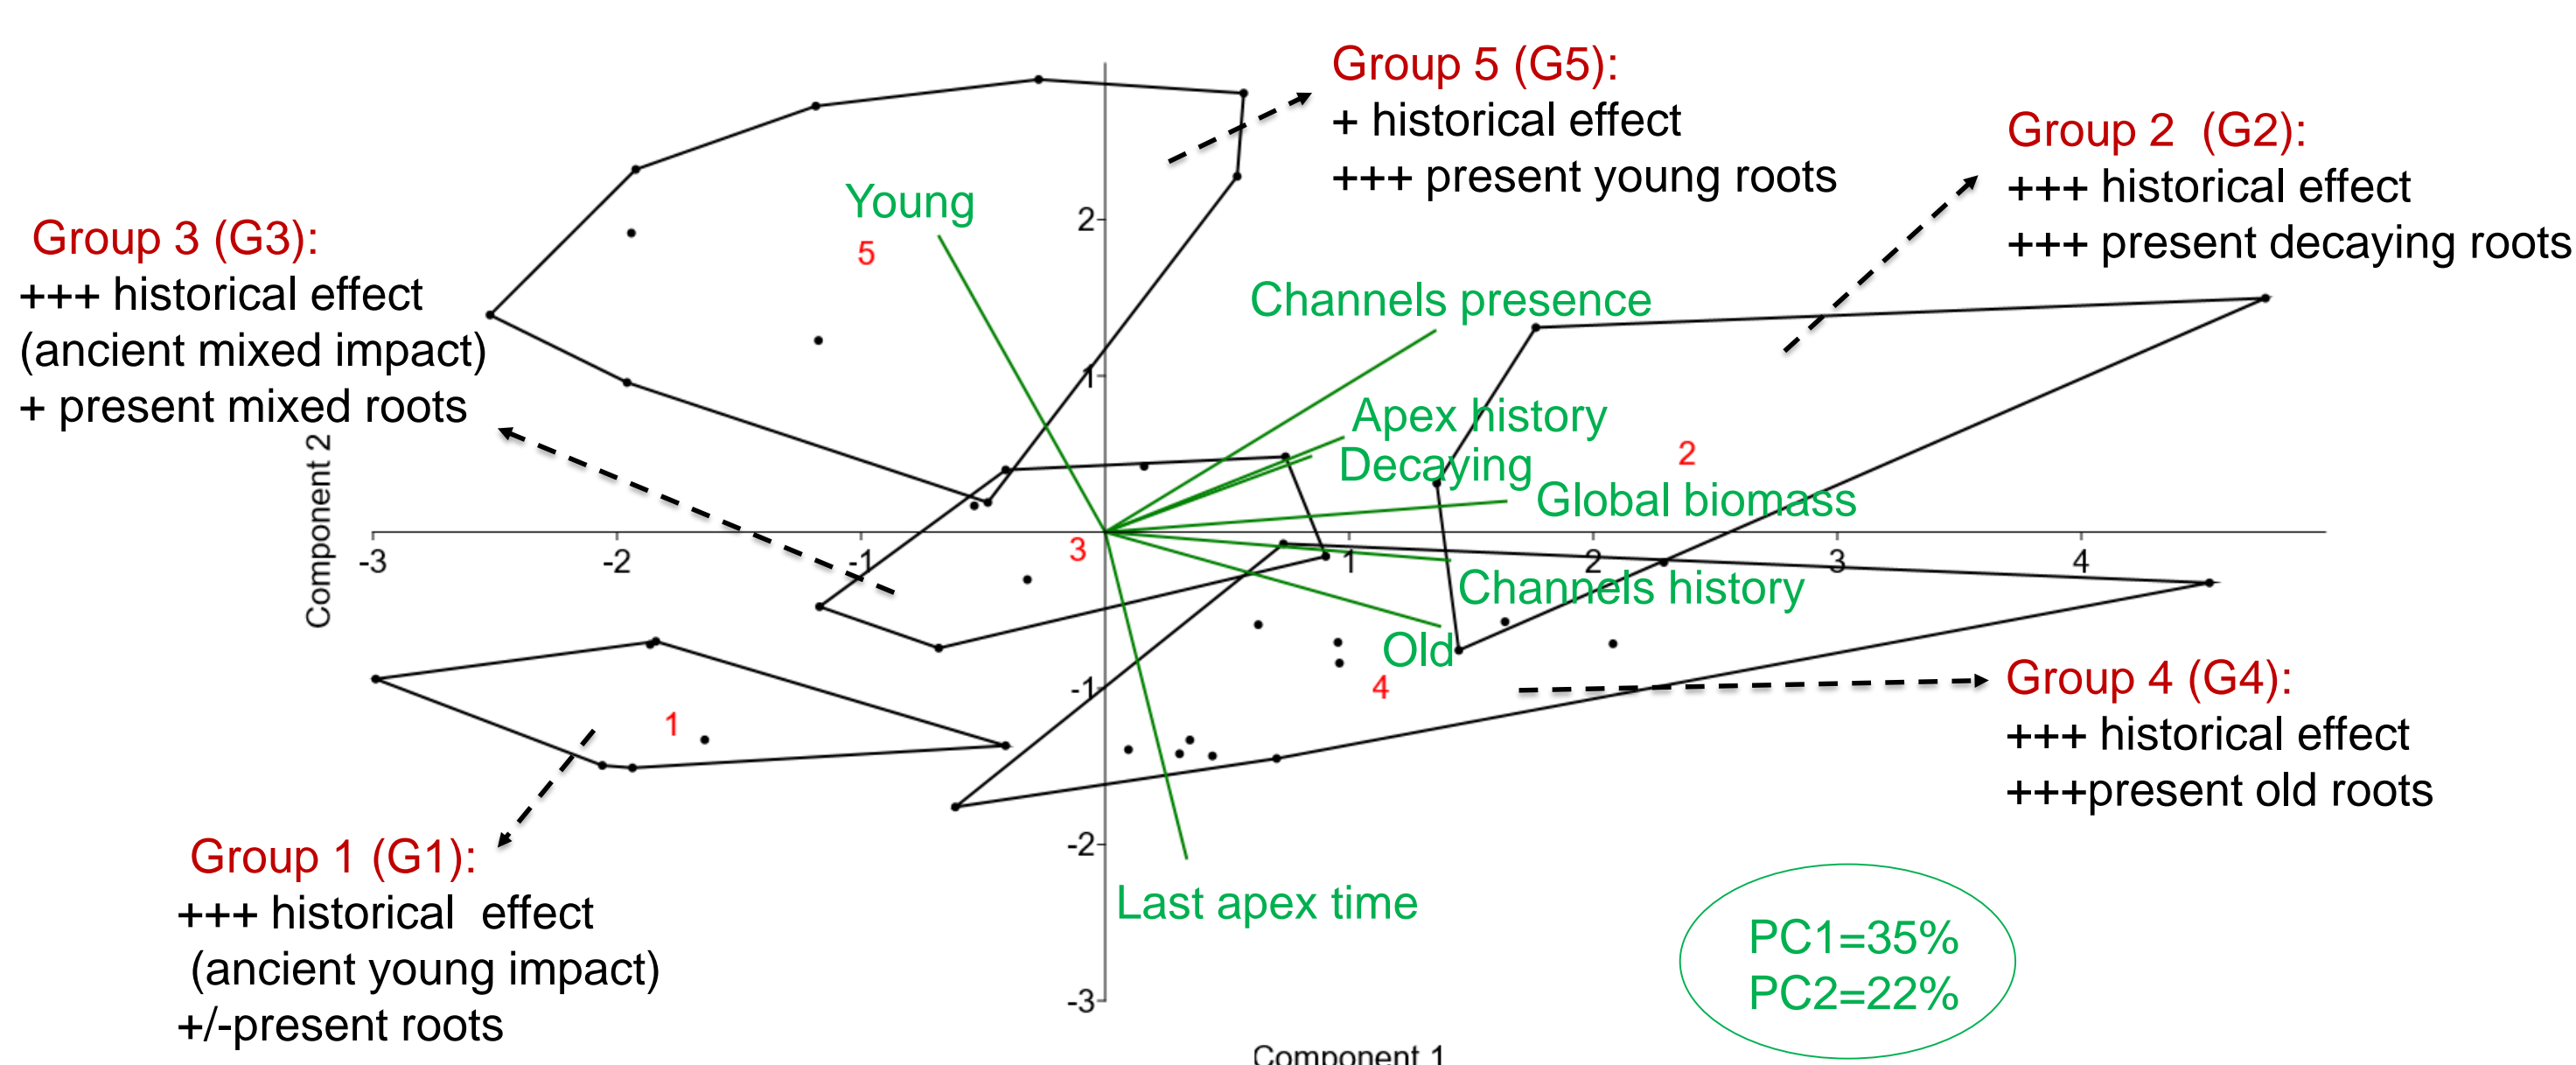 Group 5 (G5):
+ historical effect
+++ present young roots
Group 2 (G2):
+++ historical effect
+++ present decaying roots
Group 3 (G3):
+++ historical effect
(ancient mixed impact)
+ present mixed roots
Young
5
Channels presence
Apex history
Decaying
2
Global biomass
Channels history
Old
3
4
1
Last apex time
2
1
-1
-2
-3
-3
-2
-1
1
2
3
4
Component 2
Component 1
Group 4 (G4):
+++ historical effect
+++present old roots
Group 1 (G1):
+++ historical effect
(ancient young impact)
+/-present roots
PC1=35%
PC2=22%